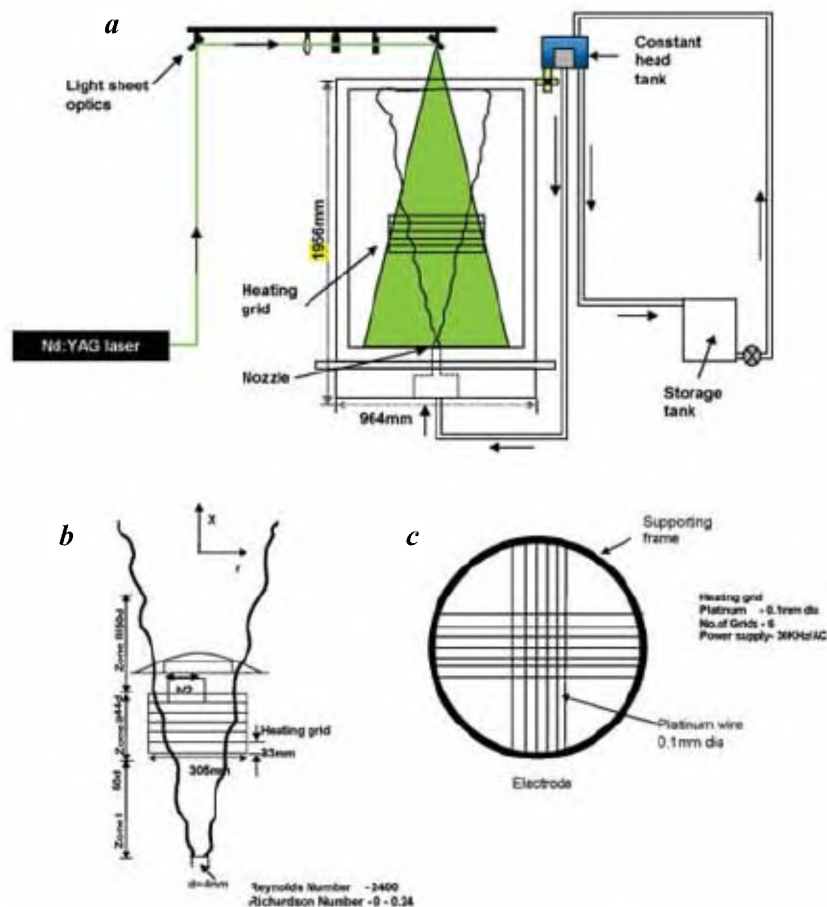 a
Light sheet
optics
Constant
head
tank
1956mm
Heating
grid
Nd:YAG laser
Nozzle
964mm
Storage
tank
b
X
r
Zone I
60d
Heating grid
33mm
305mm
d=4mm
Reynolds Number - 2400
Richardson Number - 0 - 0.24
c
Supporting
frame
Heating grid
Platinum - 0.1mm dia
No.of Grids - 6
Power supply- 30KHz/AC
Platinum wire
0.1mm dia
Electrode